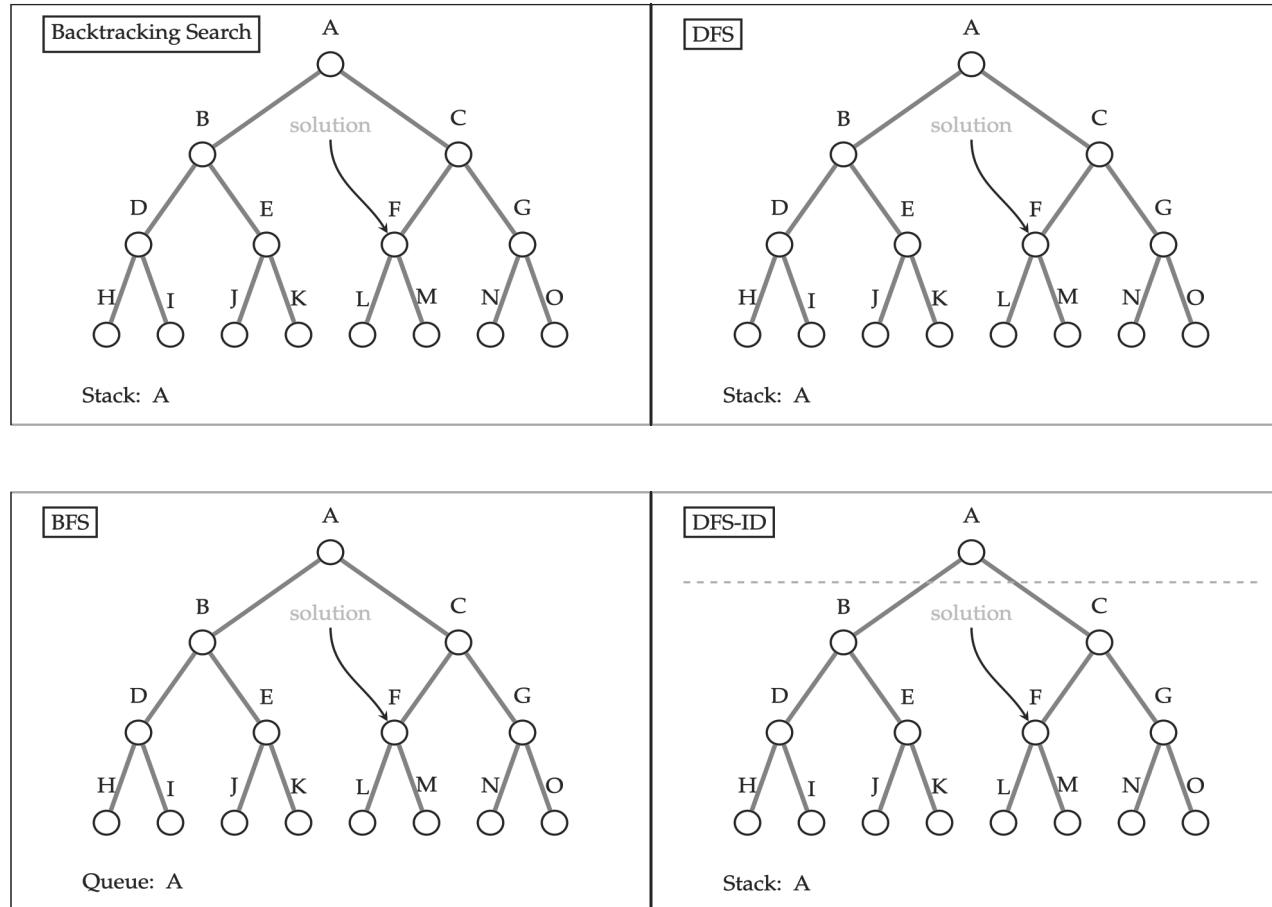 Backtracking Search
A
B
solution
C
D
E
F
G
H
I
J
K
L
M
N
O
Stack: A
DFS
A
B
solution
C
D
E
F
G
H
I
J
K
L
M
N
O
Stack: A
BFS
A
B
solution
C
D
E
F
G
H
I
J
K
L
M
N
O
Queue: A
DFS-ID
A
B
solution
C
D
E
F
G
H
I
J
K
L
M
N
O
Stack: A